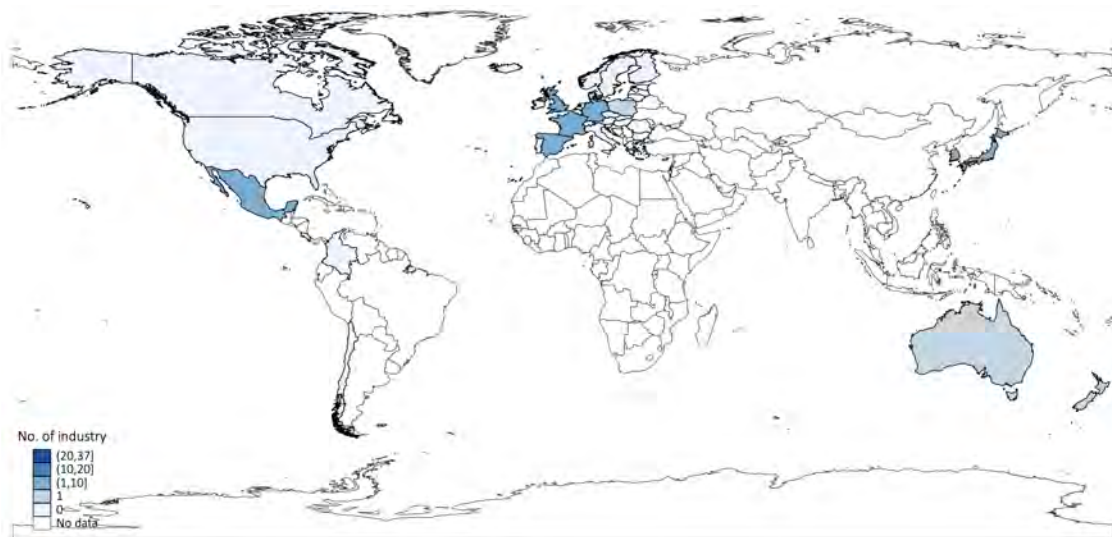 No. of industry
(20,37]
(10,20]
(1,10]
1
0
No data